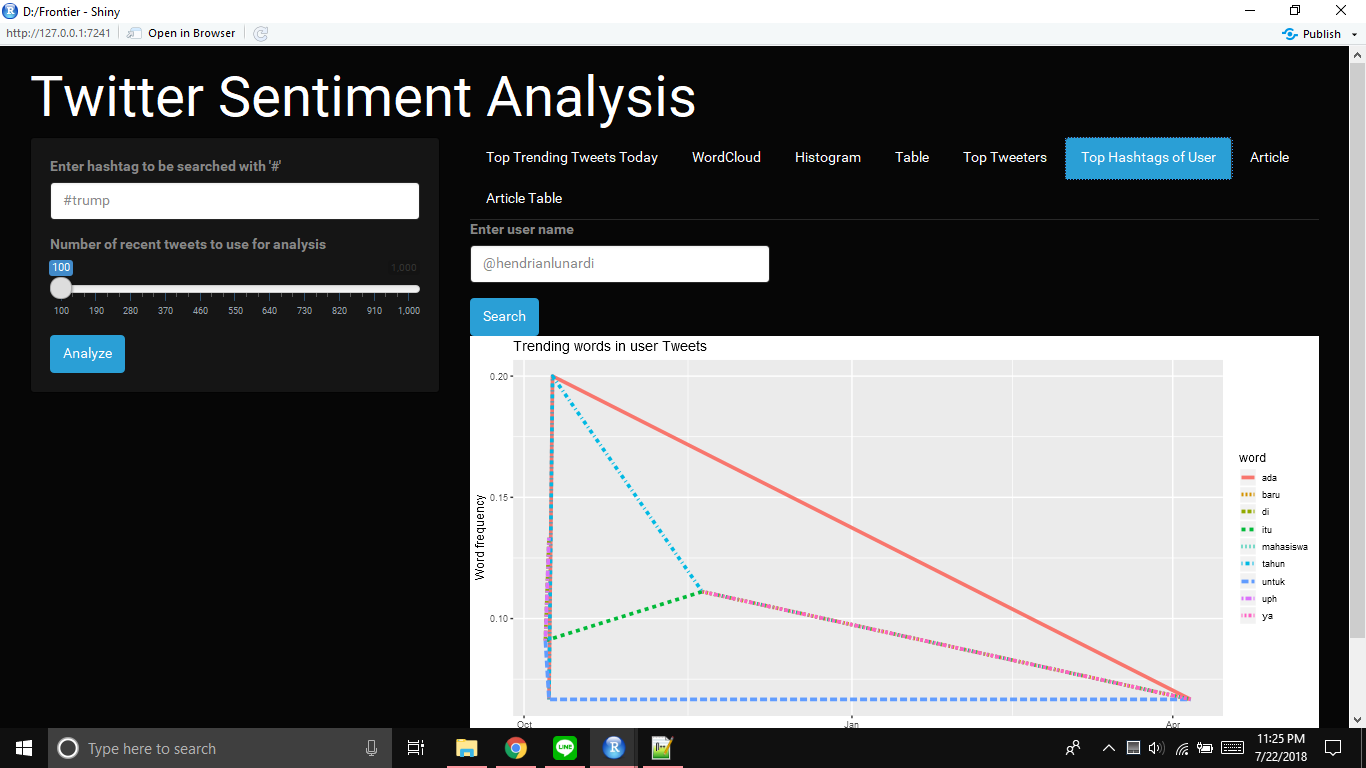 D:/Frontier - Shiny
http://127.0.0.1:7241
Open in Browser
Publish
Twitter Sentiment Analysis
Enter hashtag to be searched with '#'
#trump
Number of recent tweets to use for analysis
100
1,000
100 190 280 370 460 550 640 730 820 910 1,000
Analyze
Top Trending Tweets Today WordCloud Histogram Table Top Tweeters Top Hashtags of User Article
Article Table
Enter user name
@hendrianlunardi
Search
Trending words in user Tweets
Word frequency
0.20
0.15
0.10
Oct Jan Apr
word
ada
baru
di
itu
mahasiswa
tahun
untuk
uph
ya
Type here to search
LINE
R
11:25 PM
7/22/2018